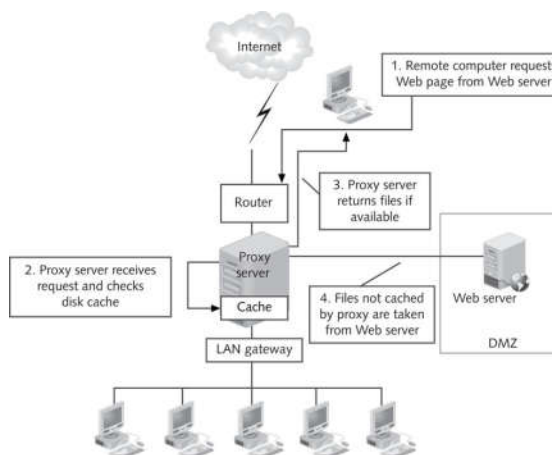 Internet
1. Remote computer request
Web page from Web server
3. Proxy server
returns files if
available
Router
Proxy
server
2. Proxy server receives
request and checks
disk cache
Cache
Web server
4. Files not cached
by proxy are taken
from Web server
DMZ
LAN gateway